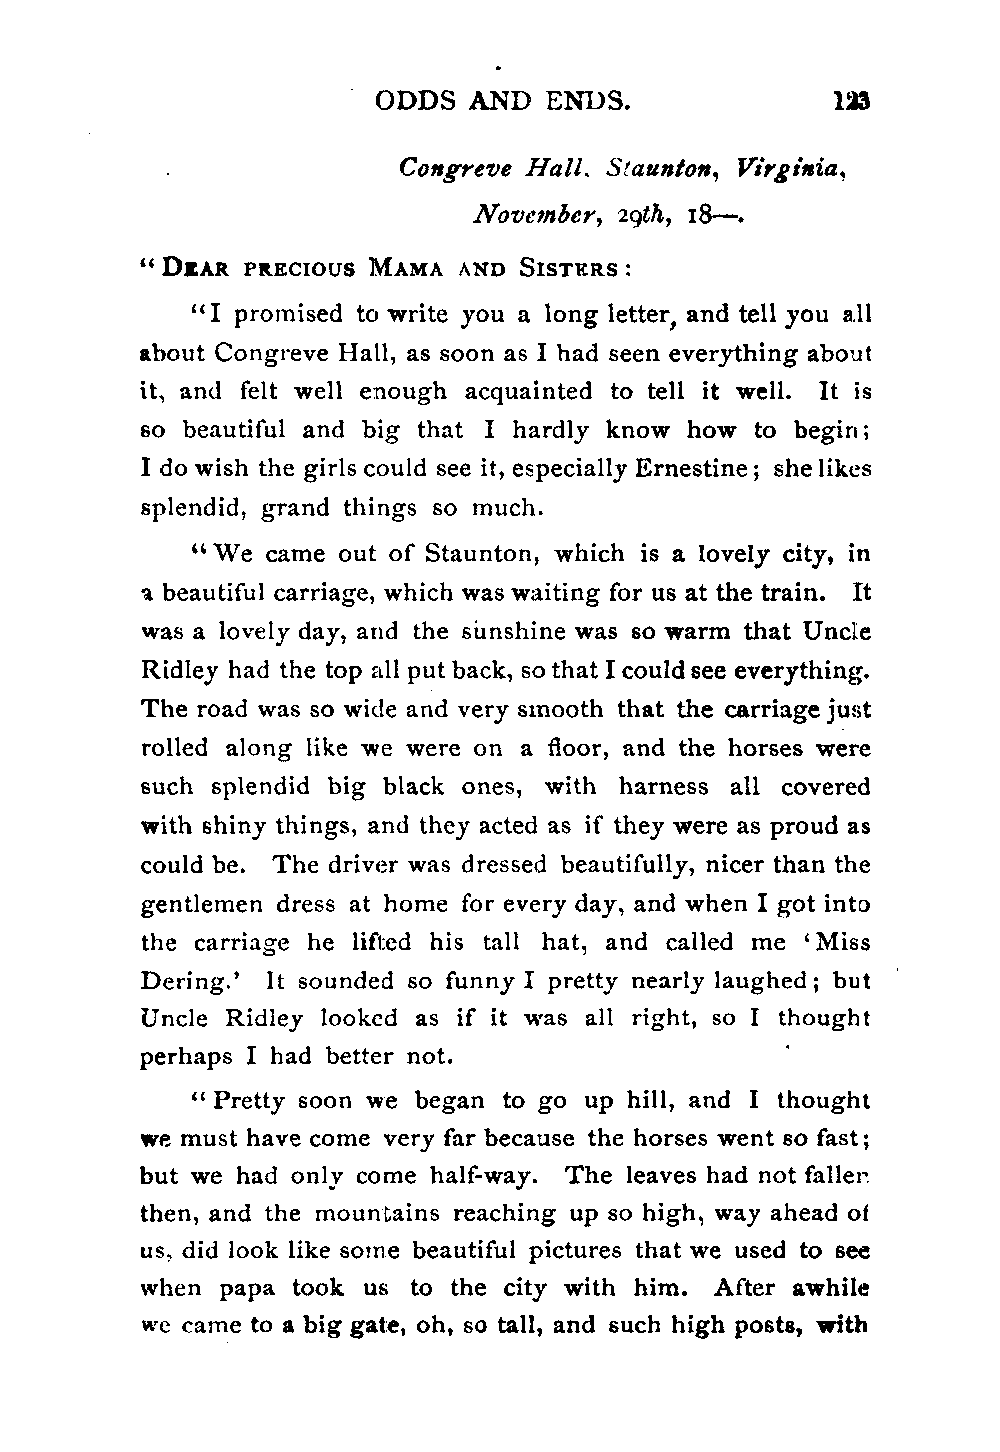 ODDS AND ENDS. 123
Congreve Hall. Staunton, Virginia,
November, 29th, 18—.
“DEAR PRECIOUS MAMA AND SISTERS:
“I promised to write you a long letter, and tell you all
about Congreve Hall, as soon as I had seen everything about
it, and felt well enough acquainted to tell it well. It is
so beautiful and big that I hardly know how to begin;
I do wish the girls could see it, especially Ernestine; she likes
splendid, grand things so much.
“We came out of Staunton, which is a lovely city, in
a beautiful carriage, which was waiting for us at the train. It
was a lovely day, and the sunshine was so warm that Uncle
Ridley had the top all put back, so that I could see everything.
The road was so wide and very smooth that the carriage just
rolled along like we were on a floor, and the horses were
such splendid big black ones, with harness all covered
with shiny things, and they acted as if they were as proud as
could be. The driver was dressed beautifully, nicer than the
gentlemen dress at home for every day, and when I got into
the carriage he lifted his tall hat, and called me ‘Miss
Dering.’ It sounded so funny I pretty nearly laughed; but
Uncle Ridley looked as if it was all right, so I thought
perhaps I had better not.
“Pretty soon we began to go up hill, and I thought
we must have come very far because the horses went so fast;
but we had only come half-way. The leaves had not fallen
then, and the mountains reaching up so high, way ahead of
us, did look like some beautiful pictures that we used to see
when papa took us to the city with him. After awhile
we came to a big gate, oh, so tall, and such high posts, with